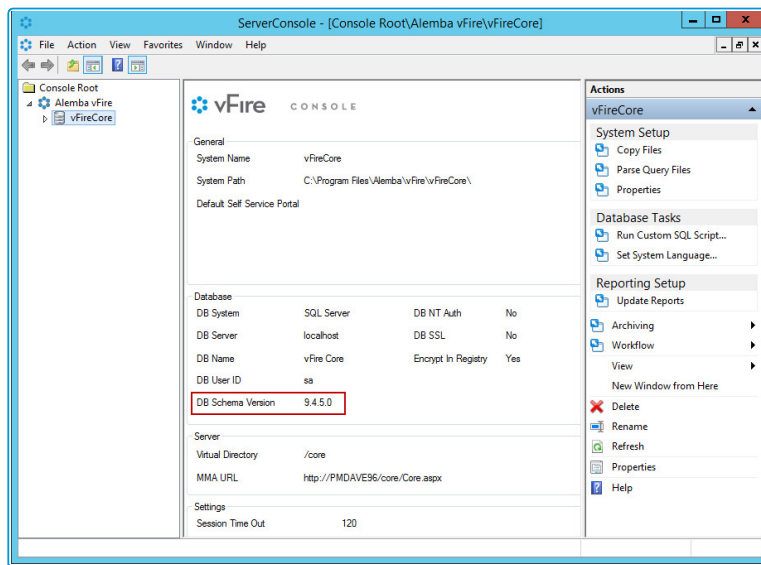 ServerConsole - [Console Root\Alemba vFire\vFireCore]
File Action View Favorites Window Help
Console Root
Alemba vFire
vFireCore
vFire CONSOLE
General
System Name vFireCore
System Path C:\Program Files\Alemba\vFire\vFireCore\
Default Self Service Portal
Database
DB System SQL Server DB NT Auth No
DB Server localhost DB SSL No
DB Name vFire Core Encrypt In Registry Yes
DB User ID sa
DB Schema Version 9.4.5.0
Server
Virtual Directory /core
MMA URL http://PMDAVE96/core/Core.aspx
Settings
Session Time Out 120
Actions
vFireCore
System Setup
Copy Files
Parse Query Files
Properties
Database Tasks
Run Custom SQL Script...
Set System Language...
Reporting Setup
Update Reports
Archiving
Workflow
View
New Window from Here
Delete
Rename
Refresh
Properties
Help